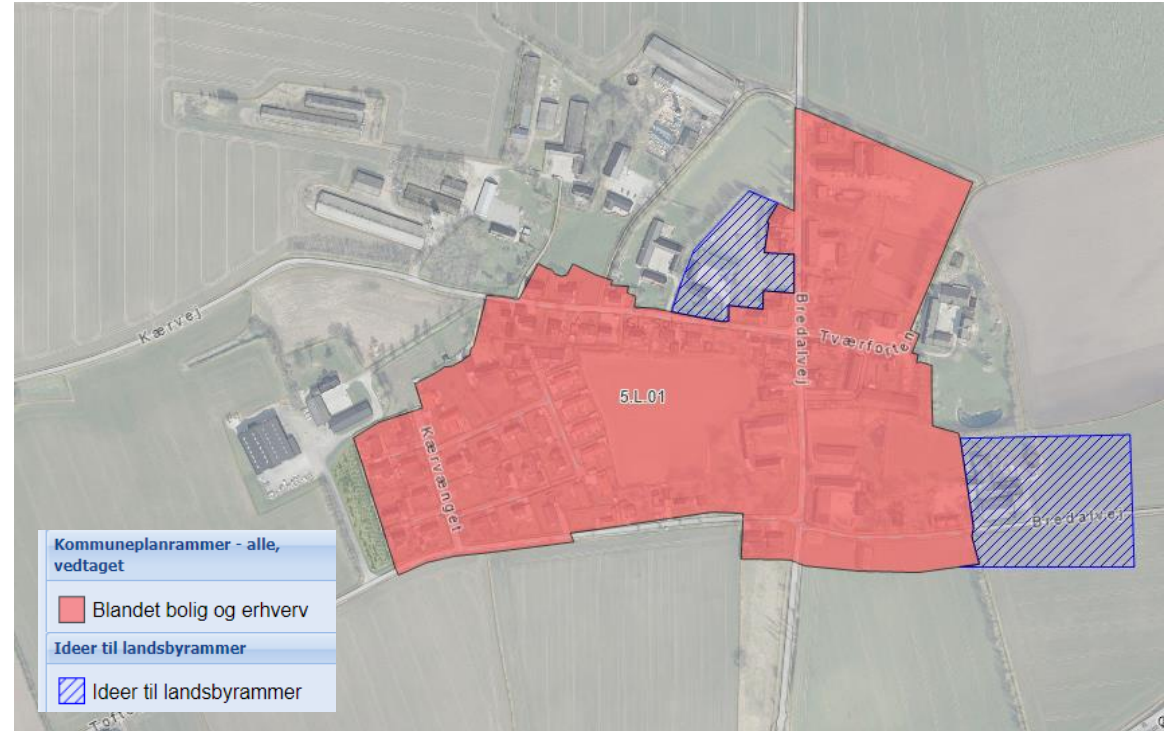 Kærvej
Bredalvej
Tværforten
5.L.01
Kærvænget
Bredalvej
Kommuneplanrammer - alle,
vedtaget
Blandet bolig og erhverv
Ideer til landsbyrammer
Ideer til landsbyrammer